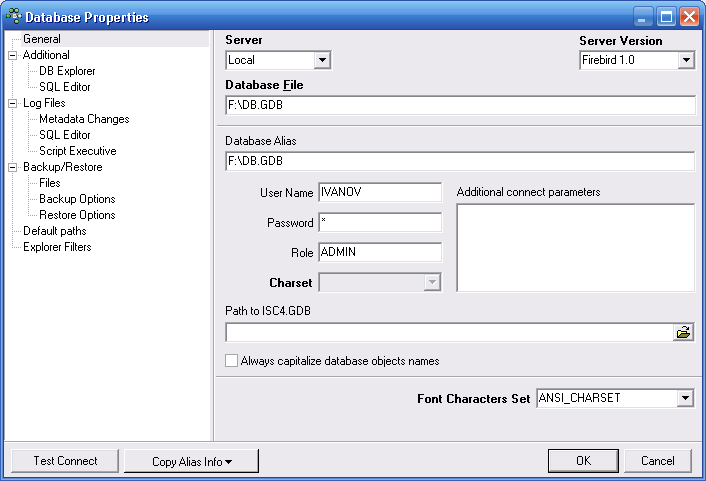 Database Properties
General
Additional
DB Explorer
SQL Editor
Log Files
Metadata Changes
SQL Editor
Script Executive
Backup/Restore
Files
Backup Options
Restore Options
Default paths
Explorer Filters
Server
Server Version
Local
Firebird 1.0
Database File
F:\DB.GDB
Database Alias
F:\DB.GDB
User Name IVANOV
Additional connect parameters
Password *
Role ADMIN
Charset
Path to ISC4.GDB
Always capitalize database objects names
Font Characters Set ANSI_CHARSET
Test Connect
Copy Alias Info
OK
Cancel